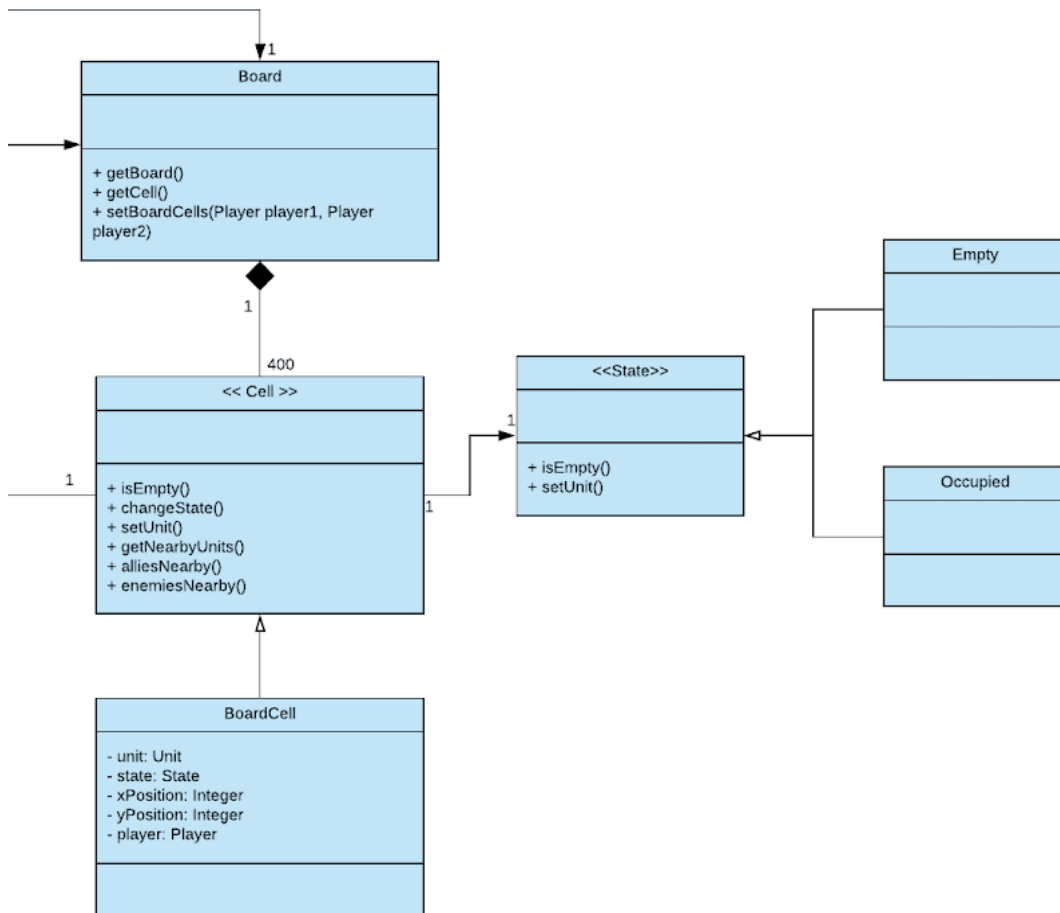 1
Board
+ getBoard()
+ getCell()
+ setBoardCells(Player player1, Player
player2)
1
400
<< Cell >>
1
+ isEmpty()
+ changeState()
+ setUnit()
+ getNearbyUnits()
+ alliesNearby()
+ enemiesNearby()
1
1
<<State>>
+ isEmpty()
+ setUnit()
Empty
Occupied
BoardCell
- unit: Unit
- state: State
- xPosition: Integer
- yPosition: Integer
- player: Player